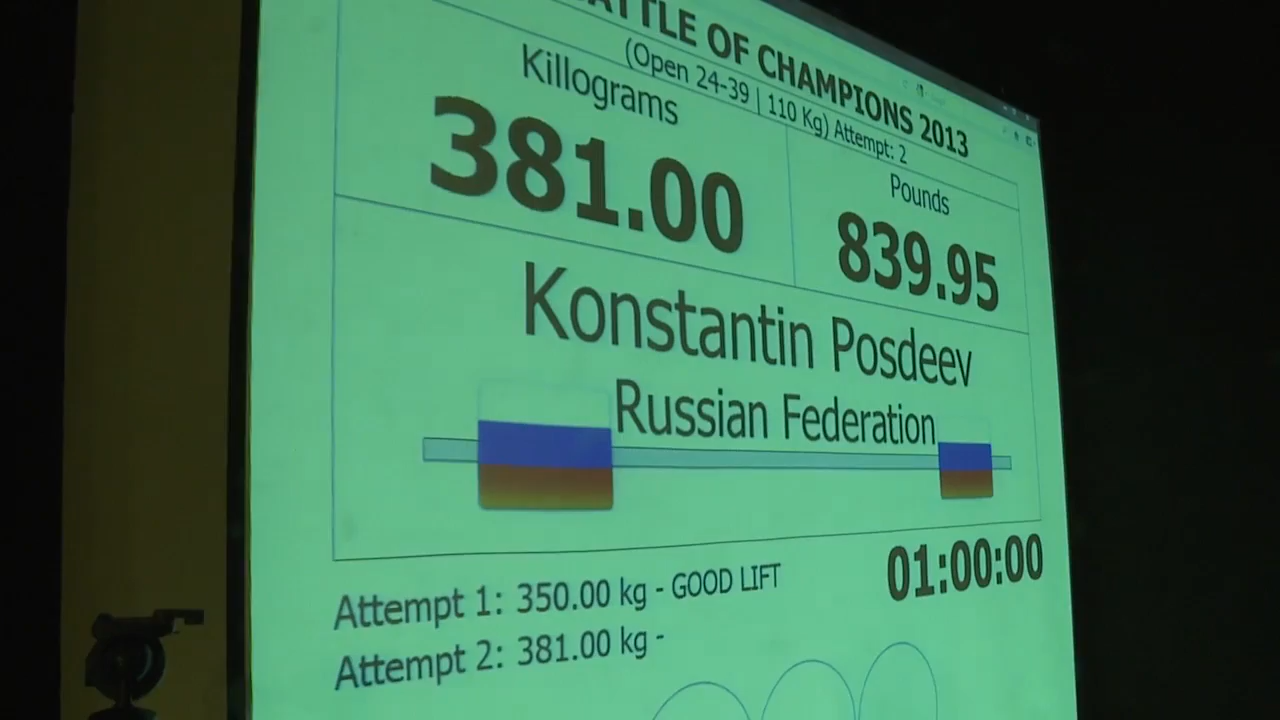 OF CHAMPIONS 2013
(Open 24-39 | 110 Kg) Attempt: 2
Killograms
Pounds
381.00
839.95
Konstantin Posdeev
Russian Federation
01:00:00
Attempt 1: 350.00 kg - GOOD LIFT
Attempt 2: 381.00 kg -